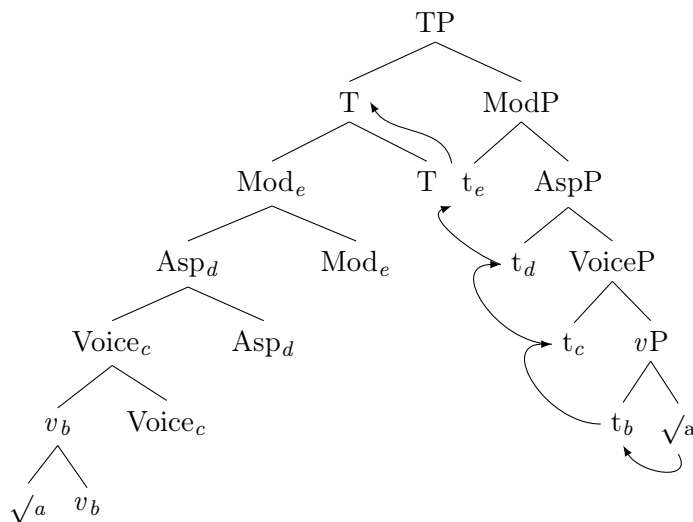 TP
T ModP
Mod_e T t_e AspP
Asp_d Mod_e t_d VoiceP
Voice_c Asp_d t_c vP
v_b Voice_c t_b √a
√a v_b